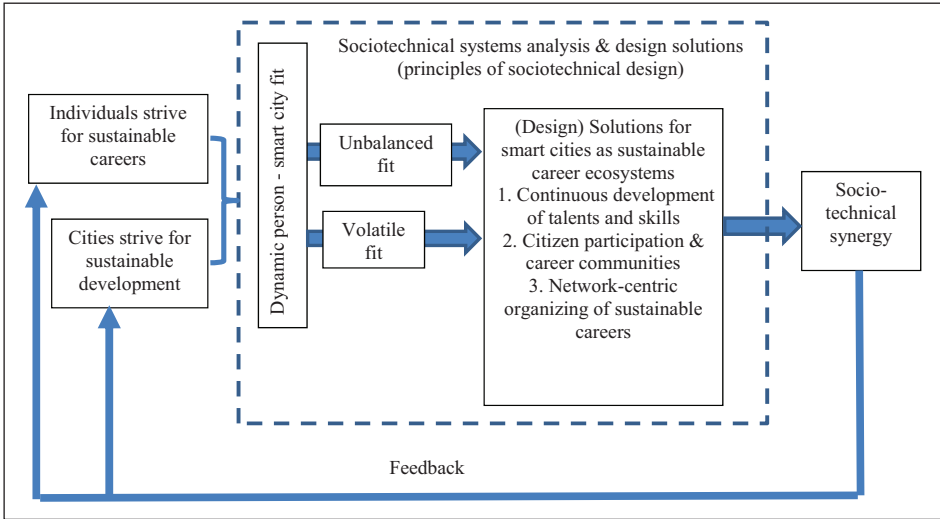 Individuals strive
for sustainable
careers
Cities strive for
sustainable
development
Dynamic person - smart city fit
Sociotechnical systems analysis & design solutions
(principles of sociotechnical design)
Unbalanced
fit
Volatile
fit
(Design) Solutions for
smart cities as sustainable
career ecosystems
1. Continuous development
of talents and skills
2. Citizen participation &
career communities
3. Network-centric
organizing of sustainable
careers
Socio-
technical
synergy
Feedback